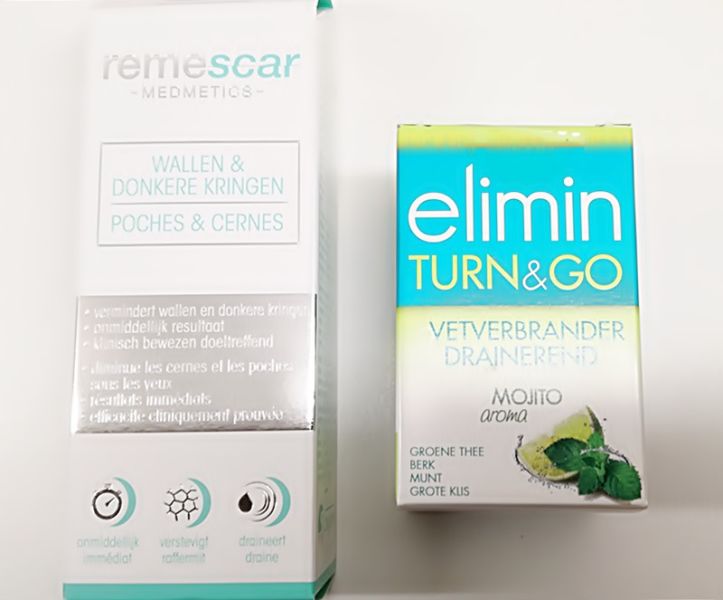 remescar
-MEDMETICS-
WALLEN &
DONKERE KRINGEN
POCHES & CERNES
• vermindert wallen en donkere kringen
• onmiddellijk resultaat
• klinisch bewezen doeltreffend
• diminue les cernes et les poches
sous les yeux
• résultats immédiats
• efficacité cliniquement prouvée
onmiddellijk
immédiat
verstevigt
raffermit
draineert
draine
elimin
TURN&GO
VETVERBRANDER
DRAINEREND
MOJITO
aroma
GROENE THEE
BERK
MUNT
GROTE KLIS